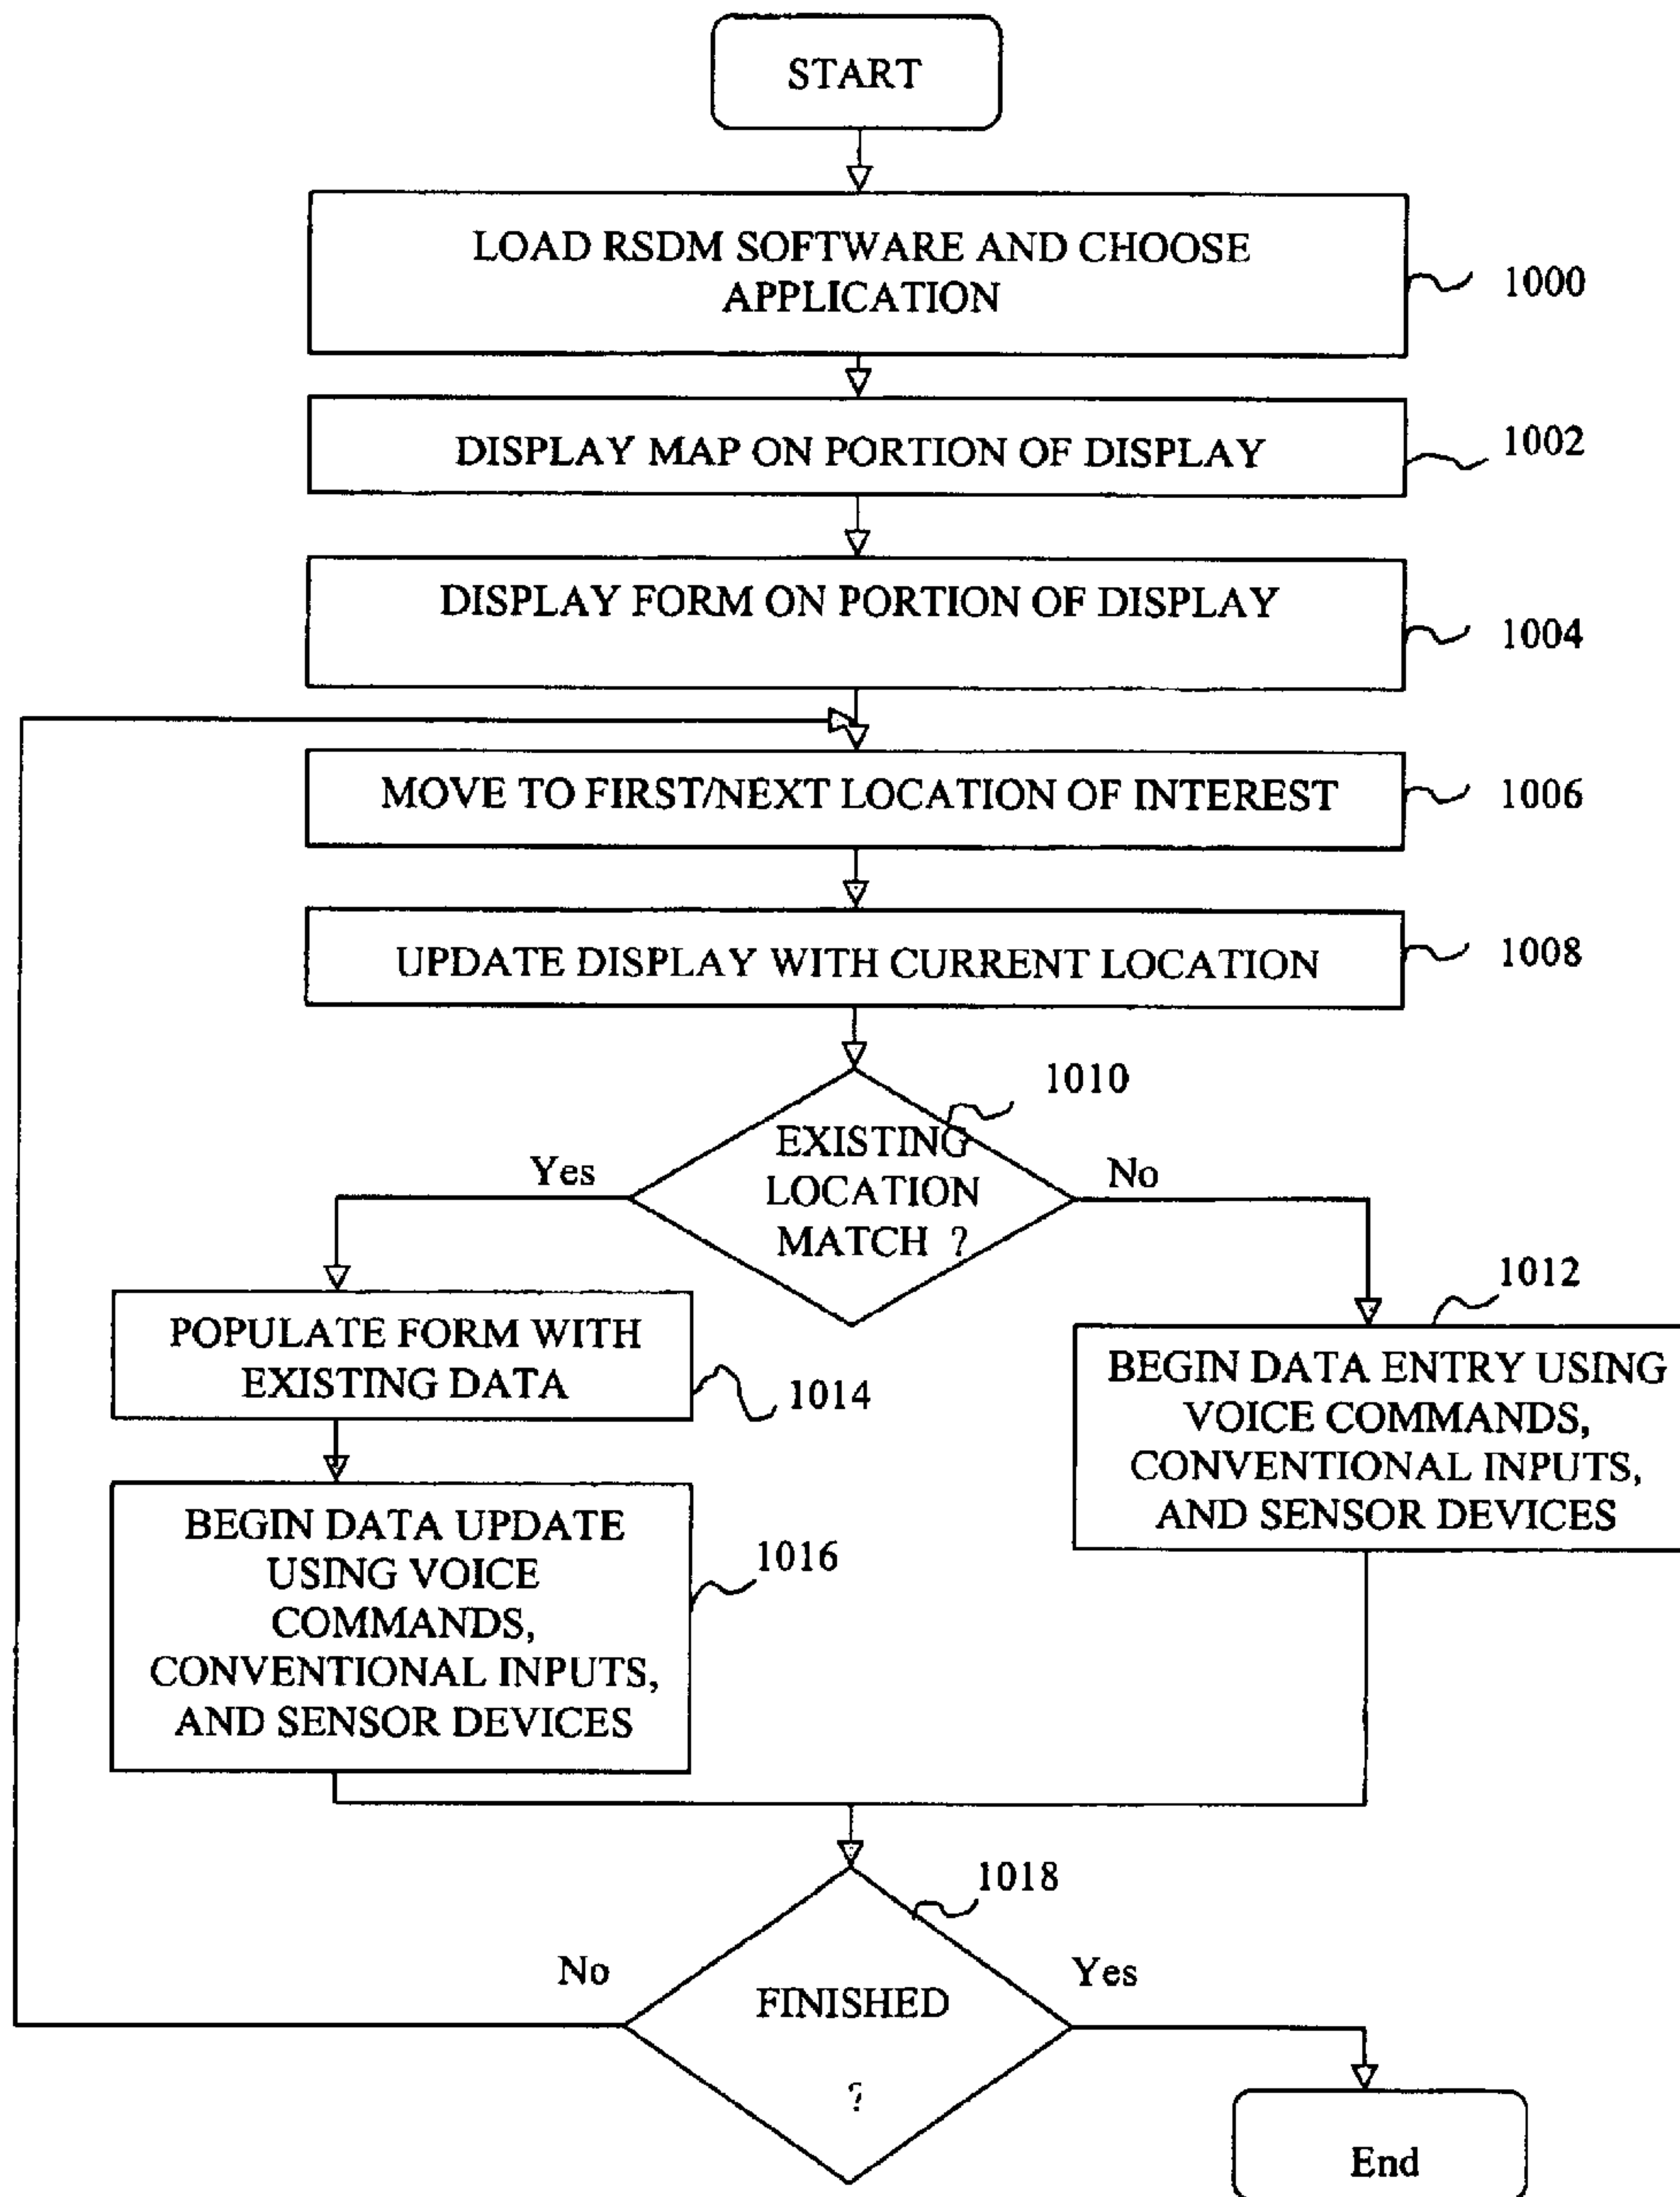 START
LOAD RSDM SOFTWARE AND CHOOSE
APPLICATION
1000
DISPLAY MAP ON PORTION OF DISPLAY
1002
DISPLAY FORM ON PORTION OF DISPLAY
1004
MOVE TO FIRST/NEXT LOCATION OF INTEREST
1006
UPDATE DISPLAY WITH CURRENT LOCATION
1008
1010
EXISTING
LOCATION
MATCH ?
Yes
No
POPULATE FORM WITH
EXISTING DATA
1014
1012
BEGIN DATA ENTRY USING
VOICE COMMANDS,
CONVENTIONAL INPUTS,
AND SENSOR DEVICES
BEGIN DATA UPDATE
USING VOICE
COMMANDS,
CONVENTIONAL INPUTS,
AND SENSOR DEVICES
1016
1018
FINISHED
?
No
Yes
End